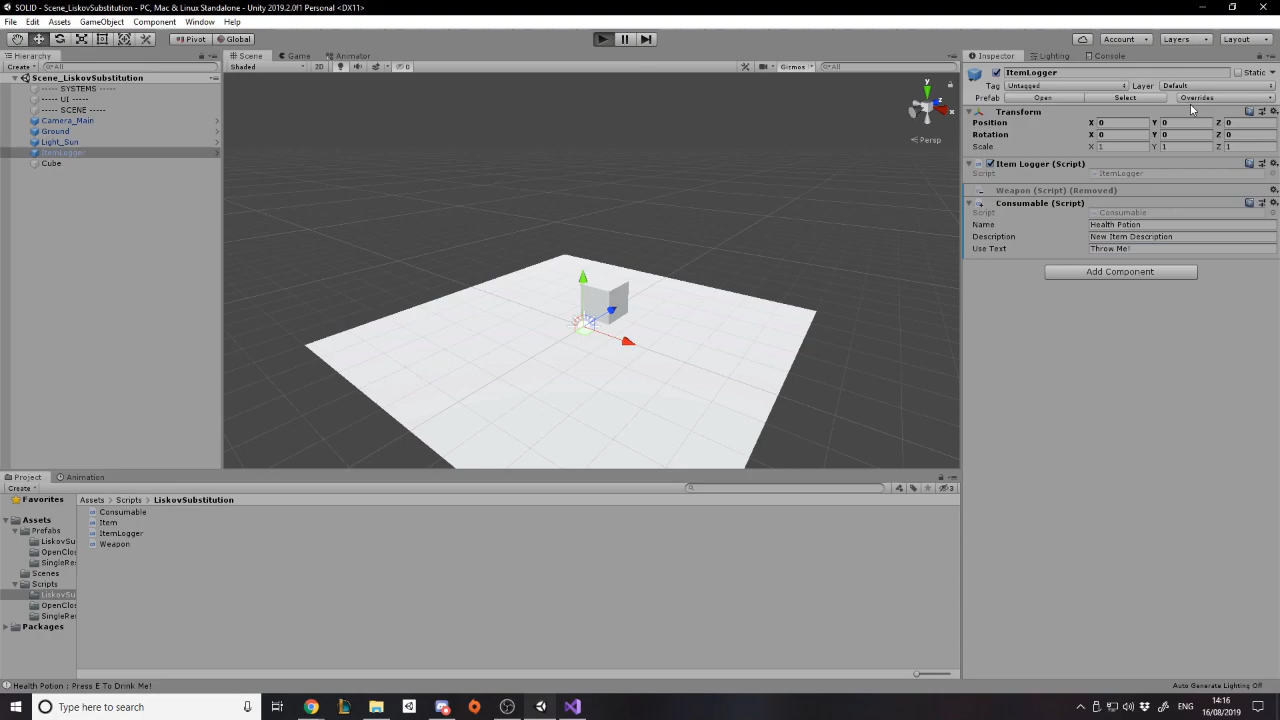 SOLID - Scene_LiskovSubstitution - PC, Mac & Linux Standalone - Unity 2019.2.0f1 Personal <DX11>
File Edit Assets GameObject Component Window Help
Pivot Global Account Layers Layout
Hierarchy
Create All
Scene_LiskovSubstitution
----- SYSTEMS -----
----- UI -----
----- SCENE -----
Camera_Main
Ground
Light_Sun
ItemLogger
Cube
Scene Game Animator
Shaded 2D 0 Gizmos All
y
z
x
Persp
Inspector Lighting Console
ItemLogger Static
Tag Untagged Layer Default
Prefab Open Select Overrides
Transform
Position X 0 Y 0 Z 0
Rotation X 0 Y 0 Z 0
Scale X 1 Y 1 Z 1
Item Logger (Script)
Script ItemLogger
Weapon (Script) (Removed)
Consumable (Script)
Script Consumable
Name Health Potion
Description New Item Description
Use Text Throw Me!
Add Component
Project Animation
Create 3
Favorites
Assets
Prefabs
LiskovSu
OpenClos
SingleRes
Scenes
Scripts
LiskovSu
OpenClos
SingleRes
Packages
Assets Scripts LiskovSubstitution
Consumable
Item
ItemLogger
Weapon
Health Potion : Press E To Drink Me!
Auto Generate Lighting Off
Type here to search
ENG
14:16
16/08/2019